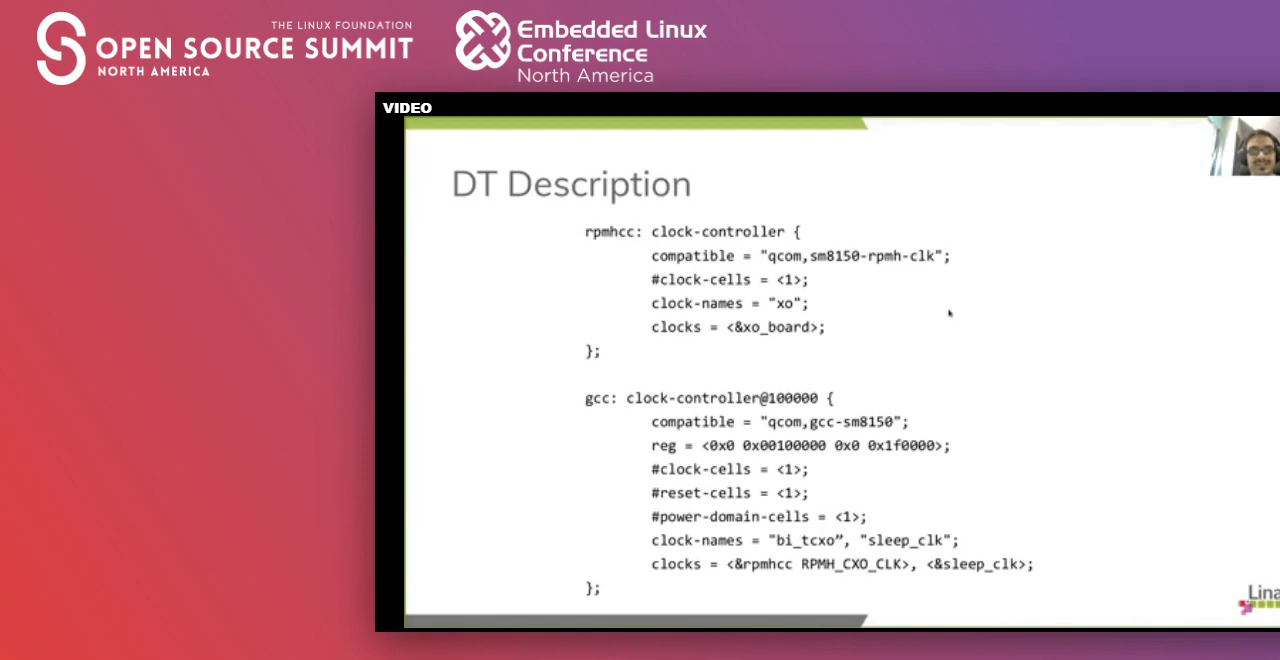 THE LINUX FOUNDATION
OPEN SOURCE SUMMIT
NORTH AMERICA
Embedded Linux
Conference
North America
VIDEO
DT Description
rpmhcc: clock-controller {
compatible = "qcom,sm8150-rpmh-clk";
#clock-cells = <1>;
clock-names = "xo";
clocks = <&xo_board>;
};
gcc: clock-controller@100000 {
compatible = "qcom,gcc-sm8150";
reg = <0x0 0x00100000 0x0 0x1f0000>;
#clock-cells = <1>;
#reset-cells = <1>;
#power-domain-cells = <1>;
clock-names = "bi_tcxo”, "sleep_clk";
clocks = <&rpmhcc RPMH_CXO_CLK>, <&sleep_clk>;
};